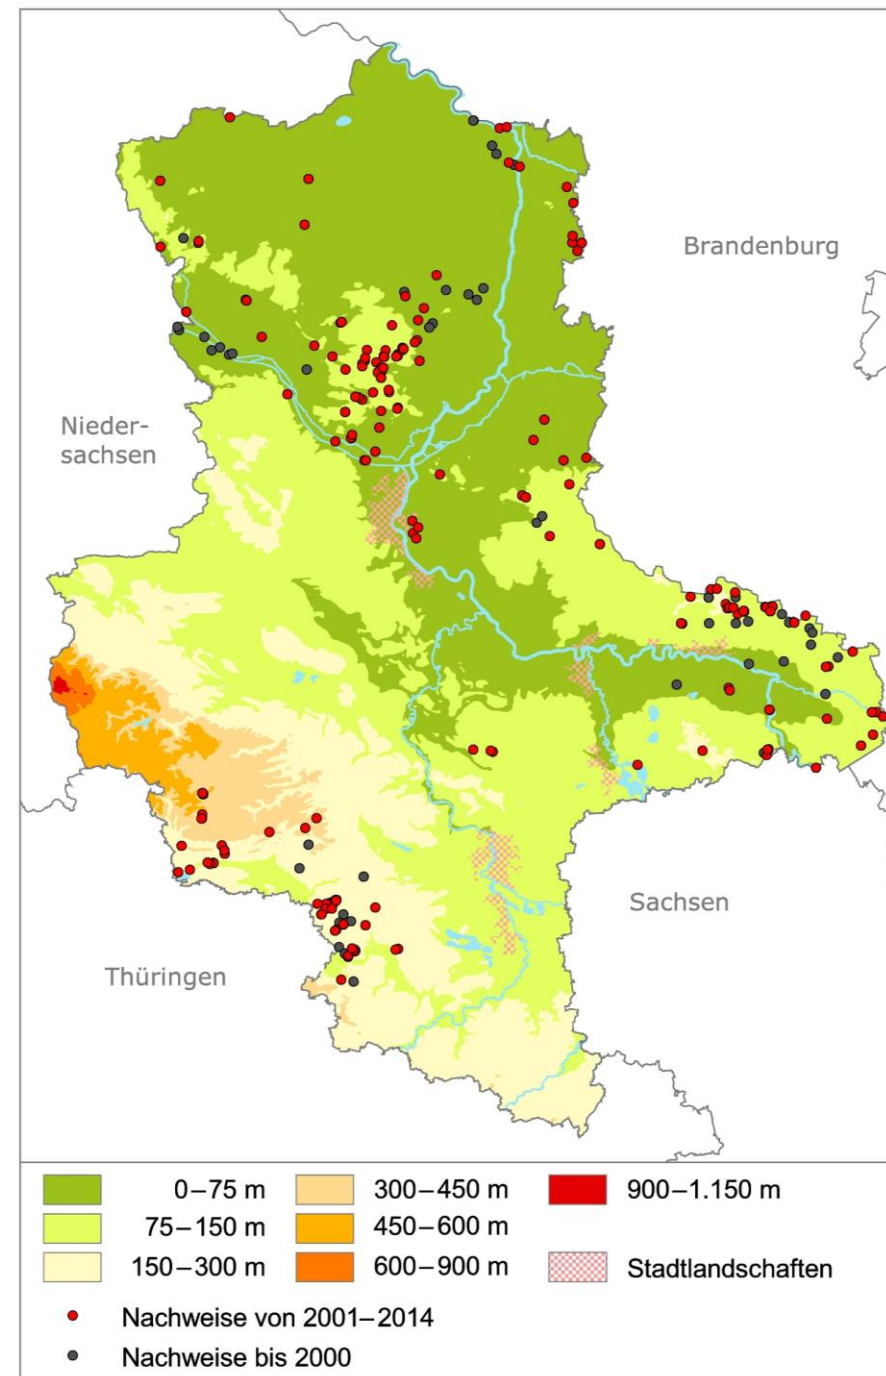 Brandenburg
Nieder-
sachsen
Sachsen
Thüringen
0–75 m
300–450 m
900–1.150 m
75–150 m
450–600 m
150–300 m
600–900 m
Stadtlandschaften
Nachweise von 2001–2014
Nachweise bis 2000